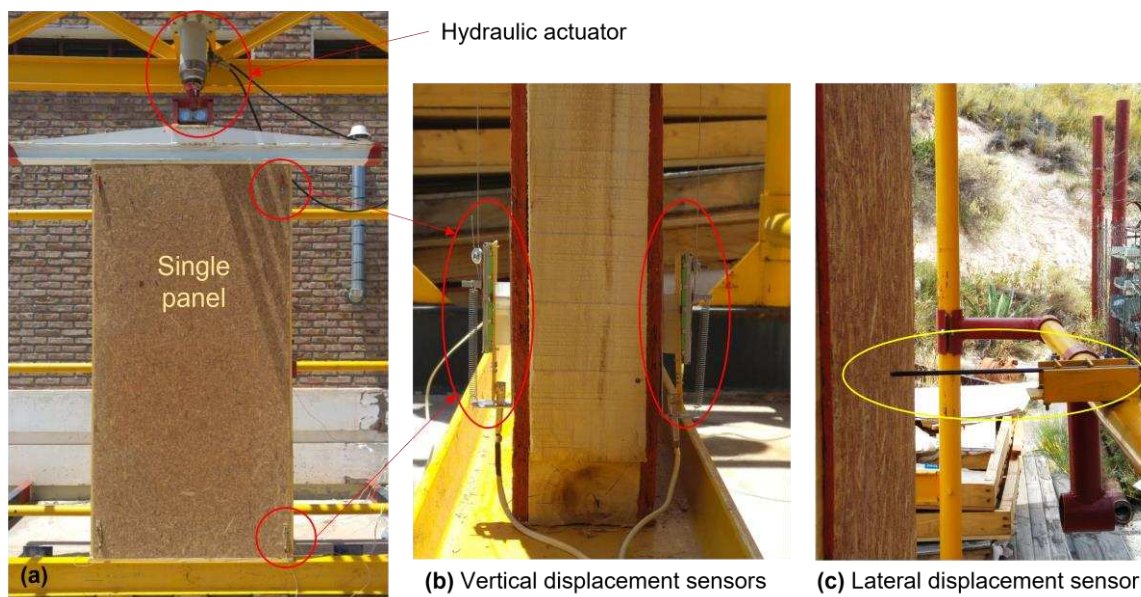 Hydraulic actuator
Single
panel
(a)
(b) Vertical displacement sensors
(c) Lateral displacement sensor